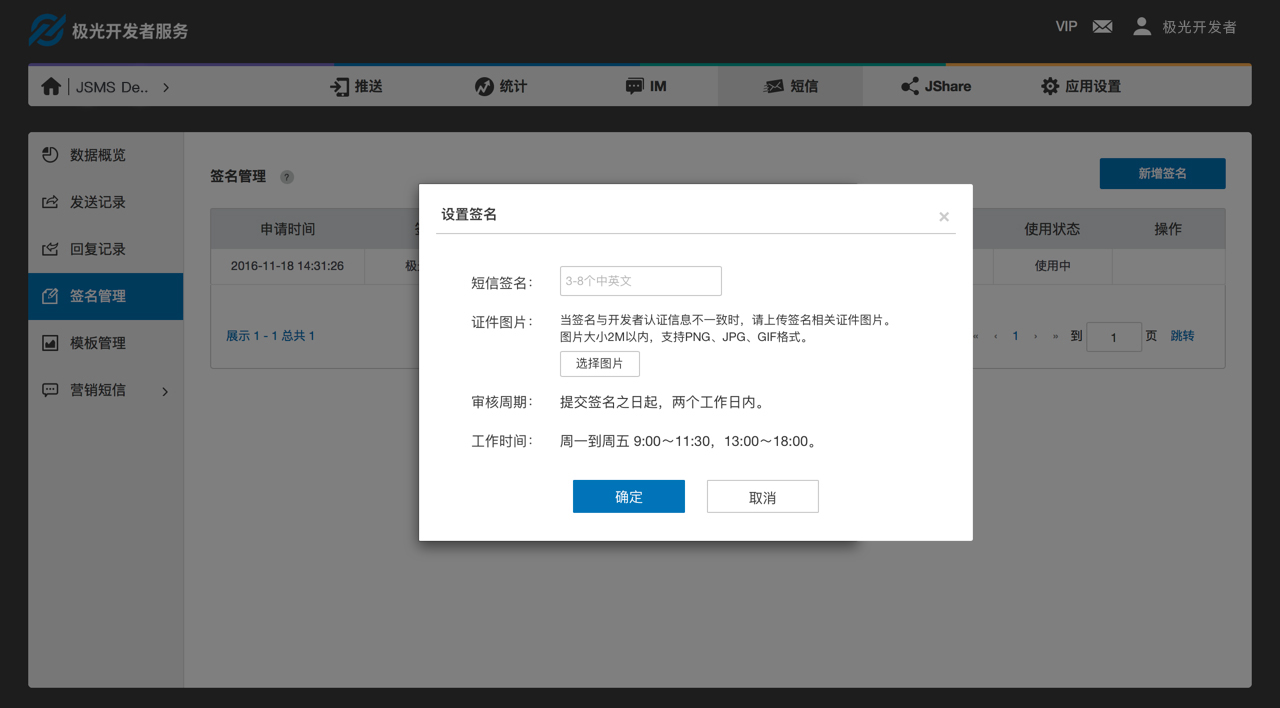 极光开发者服务
VIP
极光开发者
JSMS De..
推送
统计
IM
短信
JShare
应用设置
数据概览
发送记录
回复记录
签名管理
模板管理
营销短信
签名管理 ?
新增签名
申请时间
使用状态
操作
2016-11-18 14:31:26
极
使用中
展示 1 - 1 总共 1
« ‹ 1 › » 到 1 页 跳转
设置签名
×
短信签名： 3-8个中英文
证件图片： 当签名与开发者认证信息不一致时，请上传签名相关证件图片。
图片大小2M以内，支持PNG、JPG、GIF格式。
选择图片
审核周期： 提交签名之日起，两个工作日内。
工作时间： 周一到周五 9:00～11:30，13:00～18:00。
确定
取消